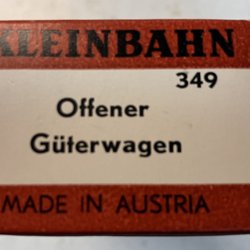 KLEINBAHN
349
Offener
Güterwagen
MADE IN AUSTRIA